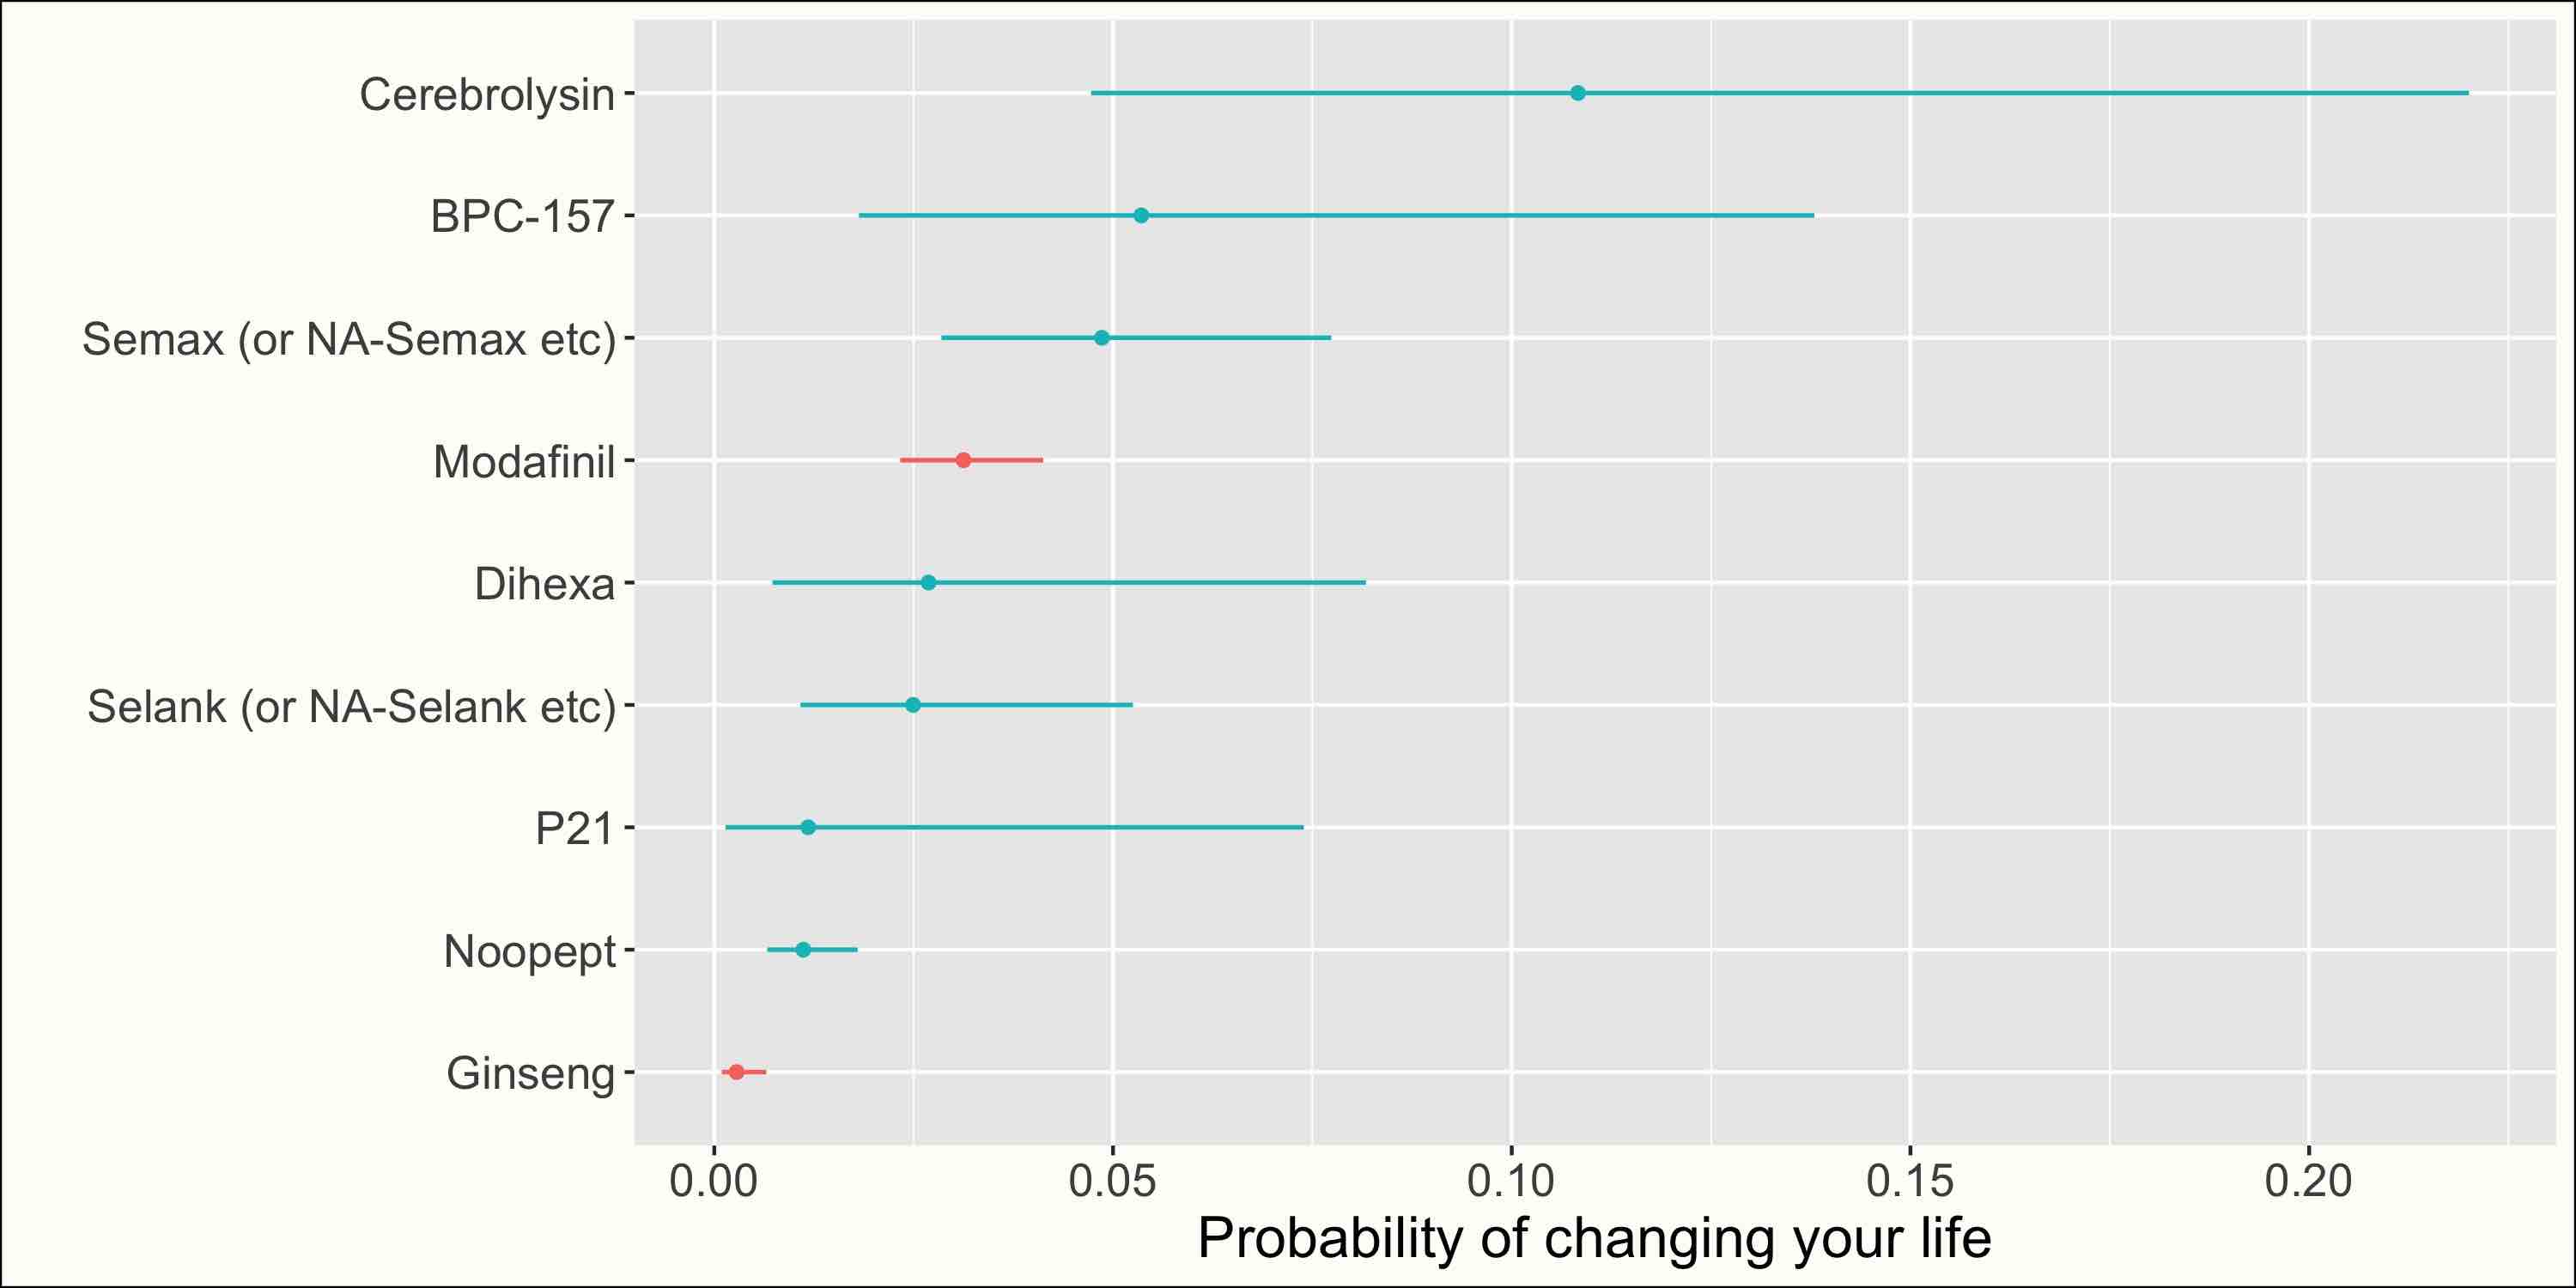 Cerebrolysin
BPC-157
Semax (or NA-Semax etc)
Modafinil
Dihexa
Selank (or NA-Selank etc)
P21
Noopept
Ginseng
0.00 0.05 0.10 0.15 0.20
Probability of changing your life